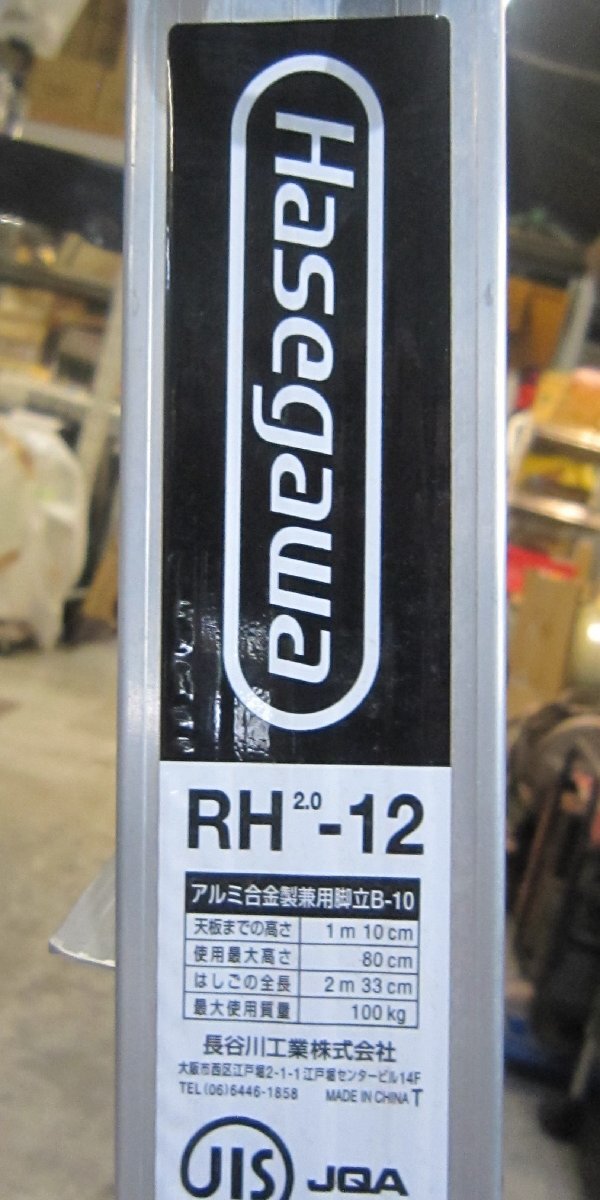 Hasegawa
RH 2.0 -12
アルミ合金製兼用脚立B-10
天板までの高さ 1m 10cm
使用最大高さ 80cm
はしごの全長 2m 33cm
最大使用質量 100kg
長谷川工業株式会社
大阪市西区江戸堀2-1-1 江戸堀センタービル14F
TEL (06)6446-1858 MADE IN CHINA T
JIS JQA